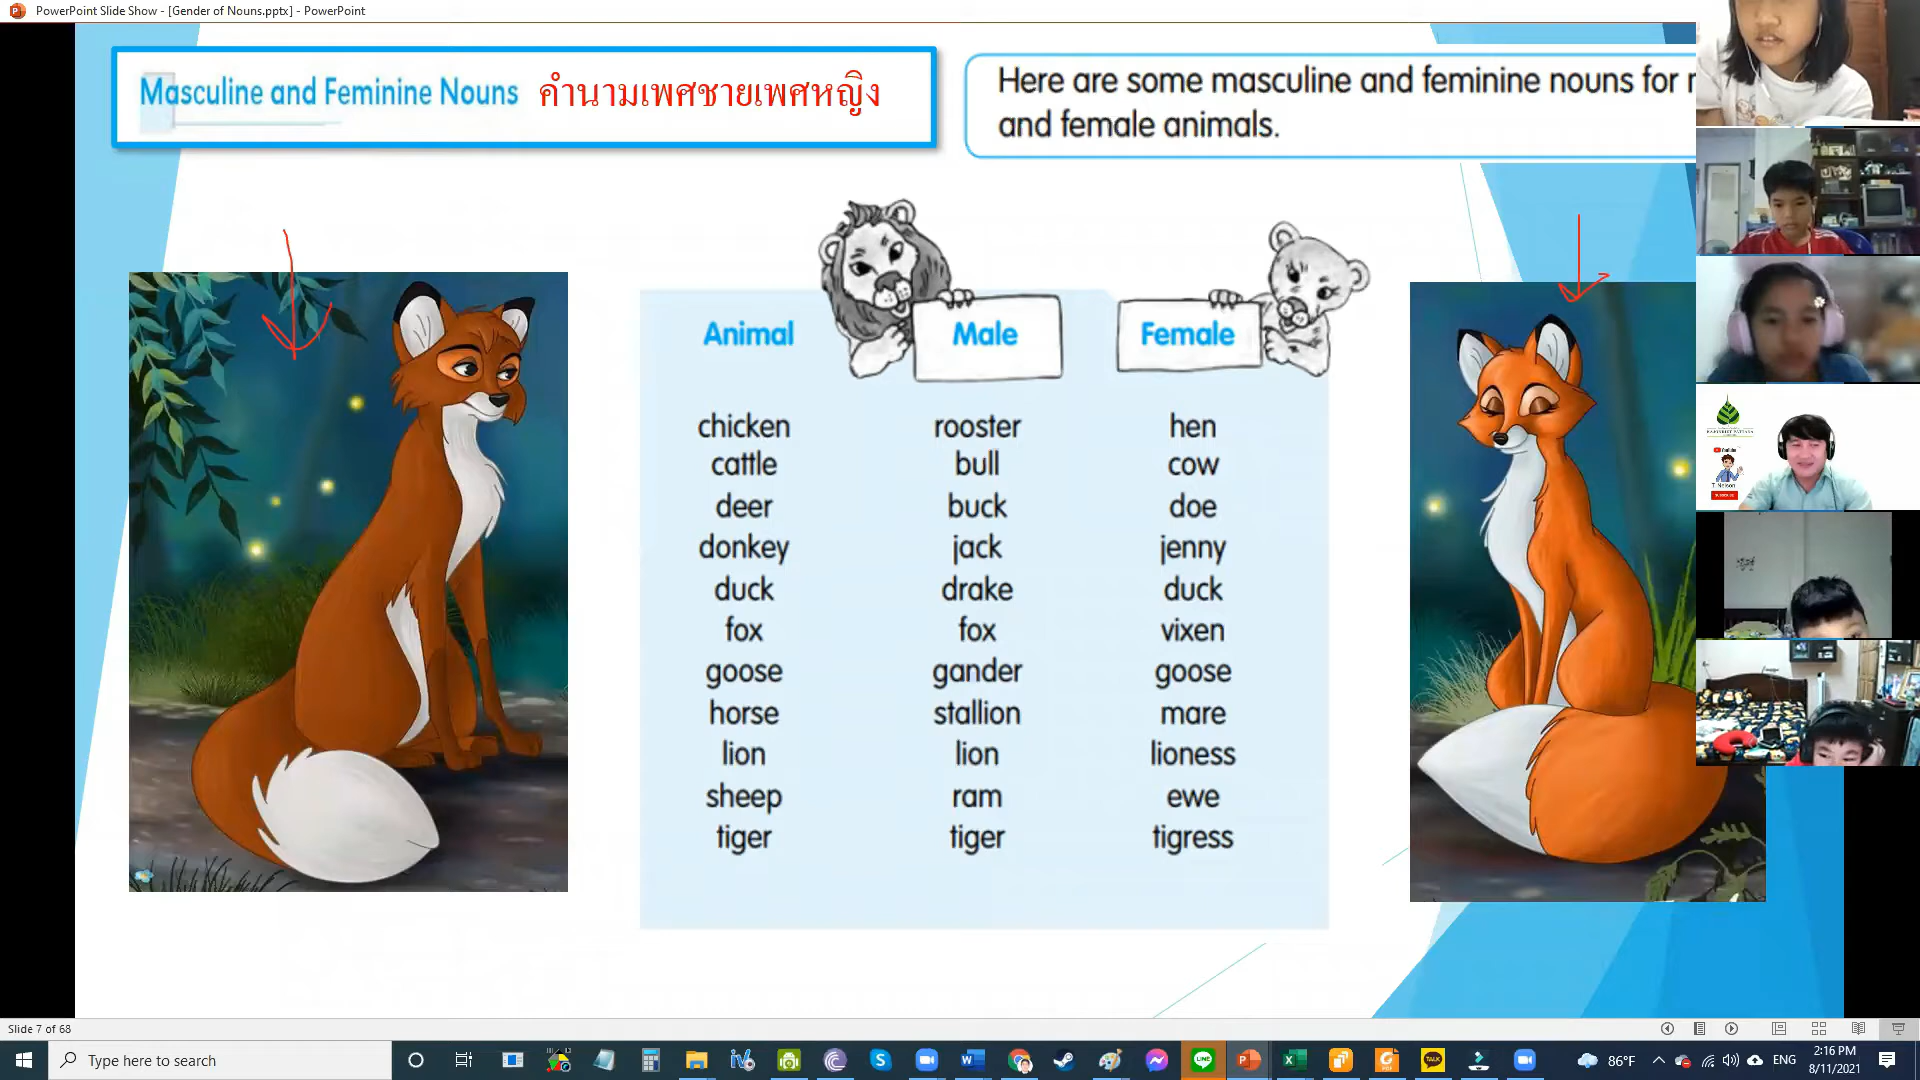 PowerPoint Slide Show - [Gender of Nouns.pptx] - PowerPoint
Masculine and Feminine Nouns คำนามเพศชายเพศหญิง
Here are some masculine and feminine nouns for
and female animals.
Animal Male Female
chicken rooster hen
cattle bull cow
deer buck doe
donkey jack jenny
duck drake duck
fox fox vixen
goose gander goose
horse stallion mare
lion lion lioness
sheep ram ewe
tiger tiger tigress
YouTube
T. Nelson
SUBSCRIBE
Slide 7 of 68
Type here to search
TALK
86°F
ENG
2:16 PM
8/11/2021